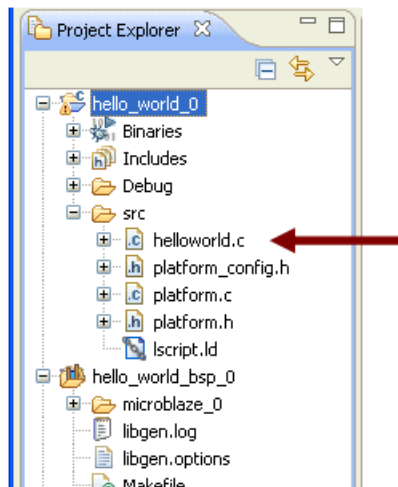 Project Explorer
hello_world_0
Binaries
Includes
Debug
src
helloworld.c
platform_config.h
platform.c
platform.h
lscript.ld
hello_world_bsp_0
microblaze_0
libgen.log
libgen.options
Makefile